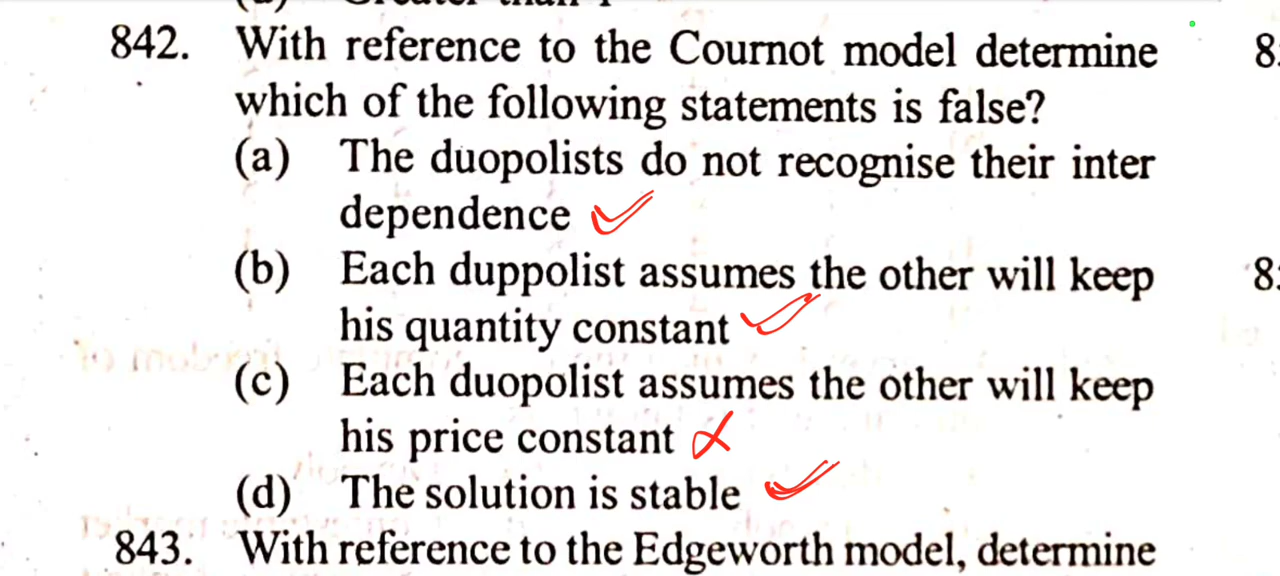 842. With reference to the Cournot model determine
which of the following statements is false?
(a) The duopolists do not recognise their inter
dependence
(b) Each duppolist assumes the other will keep
his quantity constant
(c) Each duopolist assumes the other will keep
his price constant
(d) The solution is stable
843. With reference to the Edgeworth model, determine